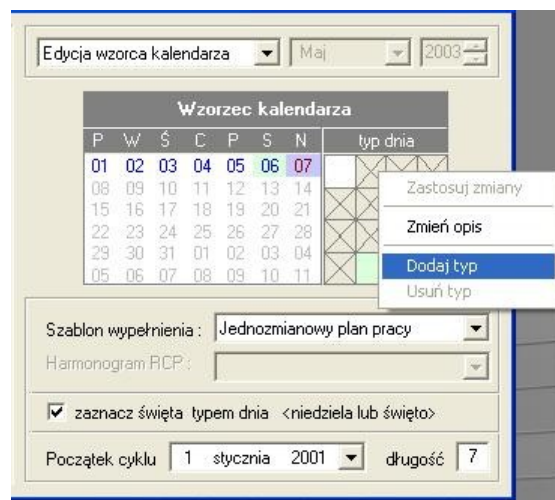 Edycja wzorca kalendarza Maj 2003
Wzorzec kalendarza
P W Ś C P S N typ dnia
01 02 03 04 05 06 07
08 09 10 11 12 13 14
15 16 17 18 19 20 21
22 23 24 25 26 27 28
29 30 31 01 02 03 04
05 06 07 08 09 10 11
Zastosuj zmiany
Zmień opis
Dodaj typ
Usuń typ
Szablon wypełnienia : Jednozmianowy plan pracy
Harmonogram RCP :
zaznacz święta typem dnia <niedziela lub święto>
Początek cyklu 1 stycznia 2001 długość 7